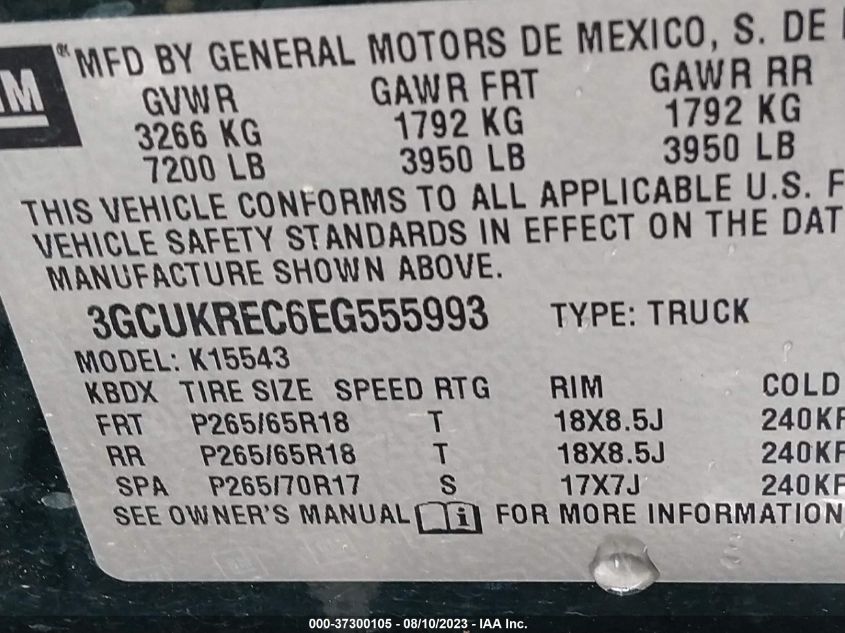 MFD BY GENERAL MOTORS DE MEXICO, S. DE
GVWR GAWR FRT GAWR RR
3266 KG 1792 KG 1792 KG
7200 LB 3950 LB 3950 LB
THIS VEHICLE CONFORMS TO ALL APPLICABLE U.S. F
VEHICLE SAFETY STANDARDS IN EFFECT ON THE DAT
MANUFACTURE SHOWN ABOVE.
3GCUKREC6EG555993 TYPE: TRUCK
MODEL: K15543
KBDX TIRE SIZE SPEED RTG RIM COLD
FRT P265/65R18 T 18X8.5J 240KP
RR P265/65R18 T 18X8.5J 240KP
SPA P265/70R17 S 17X7J 240KP
SEE OWNER'S MANUAL i FOR MORE INFORMATION
000-37300105 - 08/10/2023 - IAA Inc.